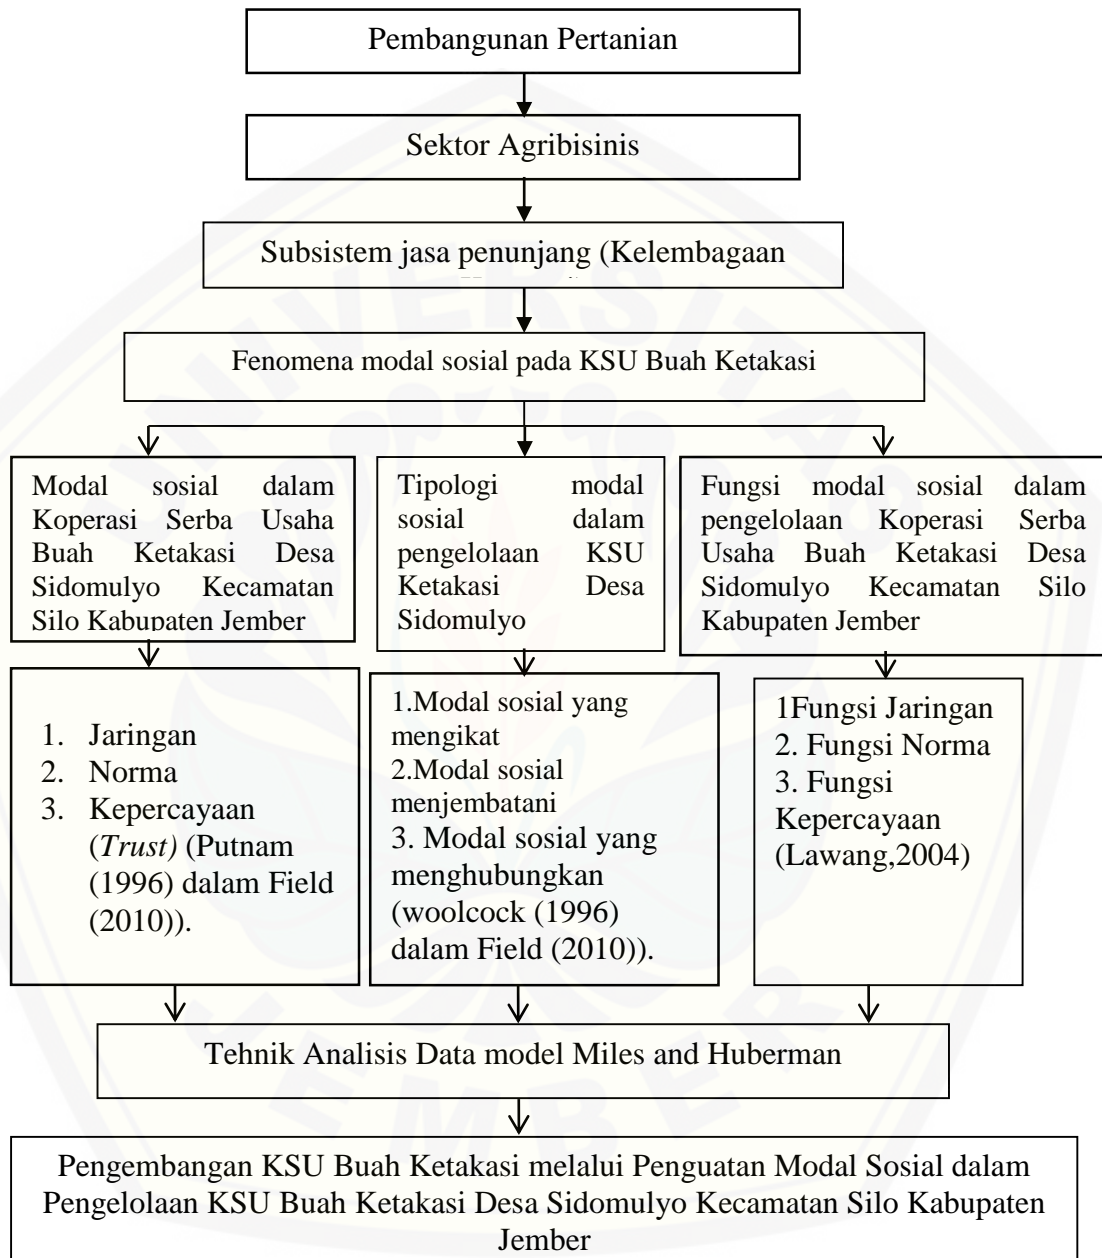 Pembangunan Pertanian
Sektor Agribisinis
Subsistem jasa penunjang (Kelembagaan
Fenomena modal sosial pada KSU Buah Ketakasi
Modal sosial dalam
Koperasi Serba Usaha
Buah Ketakasi Desa
Sidomulyo Kecamatan
Silo Kabupaten Jember
Tipologi modal
sosial dalam
pengelolaan KSU
Ketakasi Desa
Sidomulyo
Fungsi modal sosial dalam
pengelolaan Koperasi Serba
Usaha Buah Ketakasi Desa
Sidomulyo Kecamatan Silo
Kabupaten Jember
1. Jaringan
2. Norma
3. Kepercayaan
(Trust) (Putnam
(1996) dalam Field
(2010)).
1.Modal sosial yang
mengikat
2.Modal sosial
menjembatani
3. Modal sosial yang
menghubungkan
(woolcock (1996)
dalam Field (2010)).
1Fungsi Jaringan
2. Fungsi Norma
3. Fungsi
Kepercayaan
(Lawang,2004)
Tehnik Analisis Data model Miles and Huberman
Pengembangan KSU Buah Ketakasi melalui Penguatan Modal Sosial dalam
Pengelolaan KSU Buah Ketakasi Desa Sidomulyo Kecamatan Silo Kabupaten
Jember
UNIVERSITAS
JEMBER